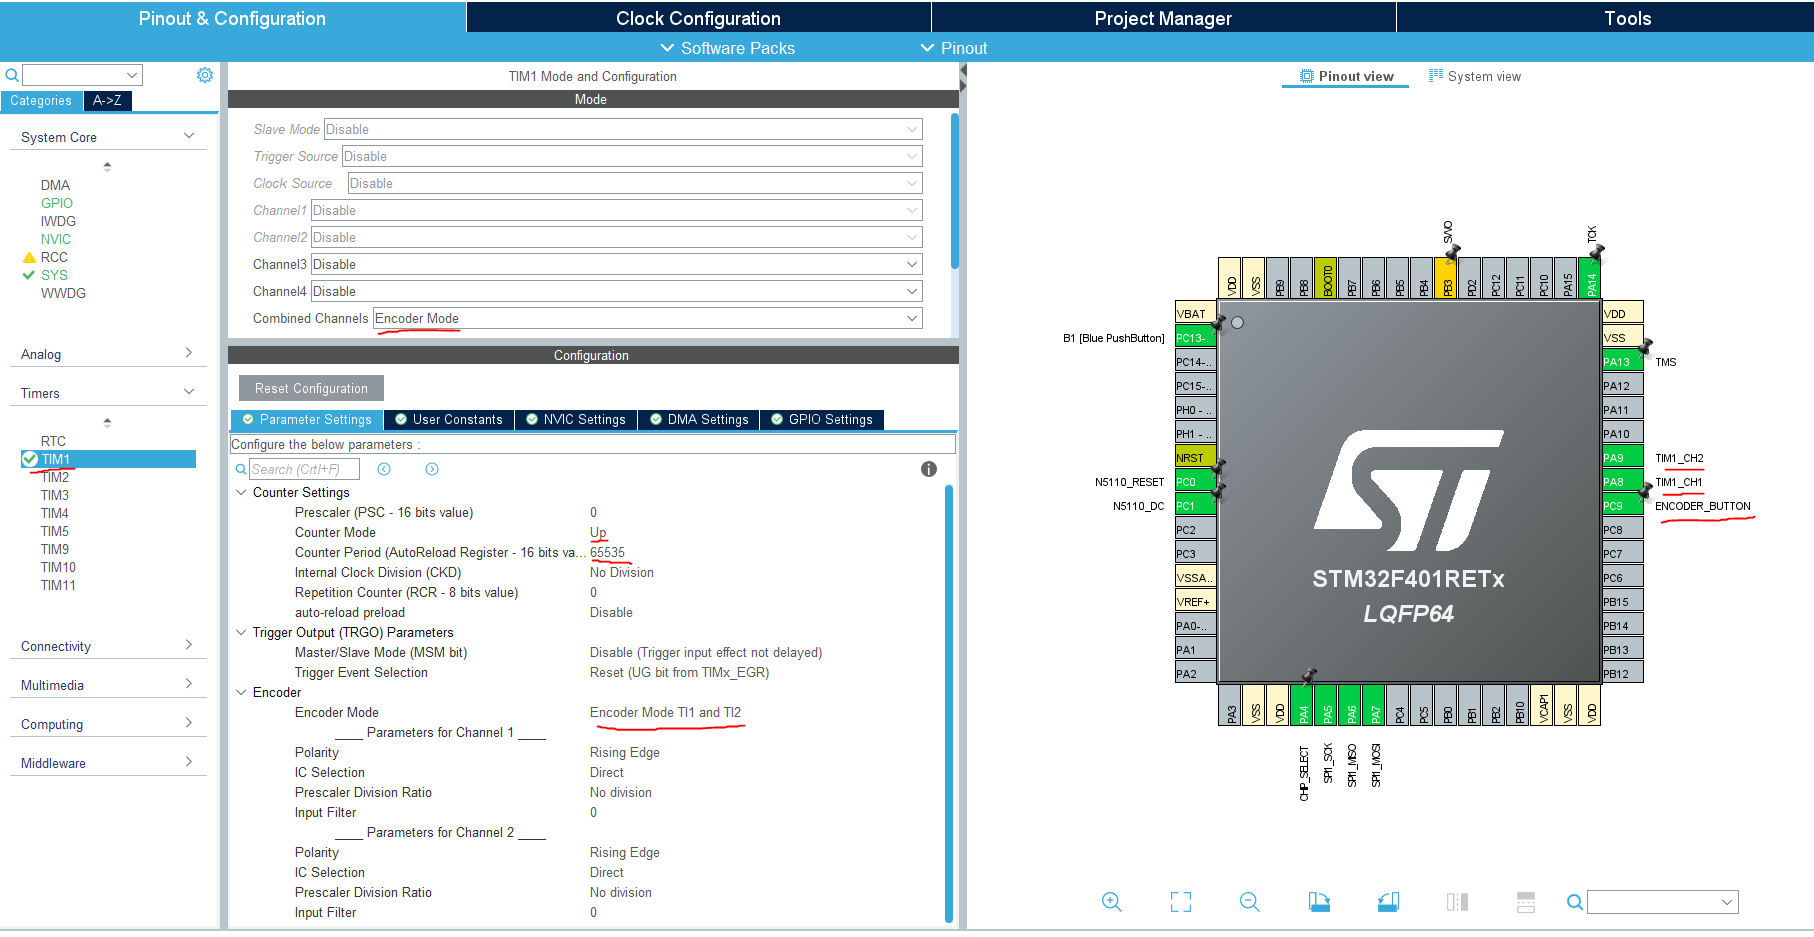 Pinout & Configuration
Clock Configuration
Project Manager
Tools
Software Packs
Pinout
Categories
A->Z
System Core
DMA
GPIO
IWDG
NVIC
RCC
SYS
WWDG
Analog
Timers
RTC
TIM1
TIM2
TIM3
TIM4
TIM5
TIM9
TIM10
TIM11
Connectivity
Multimedia
Computing
Middleware
TIM1 Mode and Configuration
Mode
Slave Mode Disable
Trigger Source Disable
Clock Source Disable
Channel1 Disable
Channel2 Disable
Channel3 Disable
Channel4 Disable
Combined Channels Encoder Mode
Configuration
Reset Configuration
Parameter Settings
User Constants
NVIC Settings
DMA Settings
GPIO Settings
Configure the below parameters :
Search (Crtl+F)
Counter Settings
Prescaler (PSC - 16 bits value) 0
Counter Mode Up
Counter Period (AutoReload Register - 16 bits va... 65535
Internal Clock Division (CKD) No Division
Repetition Counter (RCR - 8 bits value) 0
auto-reload preload Disable
Trigger Output (TRGO) Parameters
Master/Slave Mode (MSM bit) Disable (Trigger input effect not delayed)
Trigger Event Selection Reset (UG bit from TIMx_EGR)
Encoder
Encoder Mode Encoder Mode TI1 and TI2
____ Parameters for Channel 1 ____
Polarity Rising Edge
IC Selection Direct
Prescaler Division Ratio No division
Input Filter 0
____ Parameters for Channel 2 ____
Polarity Rising Edge
IC Selection Direct
Prescaler Division Ratio No division
Input Filter 0
Pinout view
System view
SWO
TCK
VDD
VSS
PB9
PB8
BOOT0
PB7
PB6
PB5
PB4
PB3
PD2
PC12
PC11
PC10
PA15
PA14
VBAT
B1 [Blue PushButton]
PC13-..
PC14-..
PC15-..
PH0 - ..
PH1 - ..
NRST
N5110_RESET
PC0
N5110_DC
PC1
PC2
PC3
VSSA..
VREF+
PA0-..
PA1
PA2
STM32F401RETx
LQFP64
VDD
VSS
PA13
TMS
PA12
PA11
PA10
PA9
TIM1_CH2
PA8
TIM1_CH1
PC9
ENCODER_BUTTON
PC8
PC7
PC6
PB15
PB14
PB13
PB12
PA3
VSS
VDD
PA4
PA5
PA6
PA7
PC4
PC5
PB0
PB1
PB2
PB10
VCAP1
VSS
VDD
CHIP_SELECT
SPI1_SCK
SPI1_MISO
SPI1_MOSI